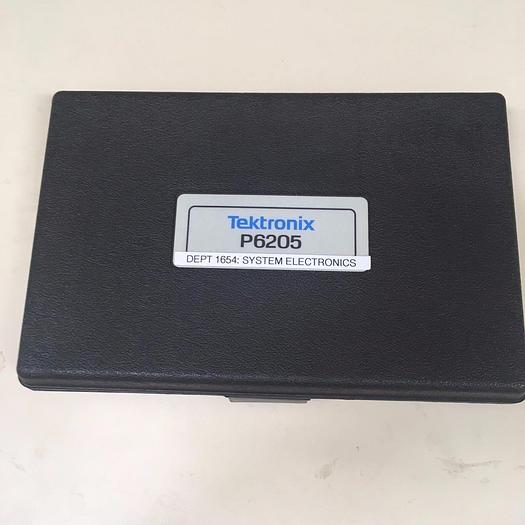 Tektronix
P6205
DEPT 1654: SYSTEM ELECTRONICS